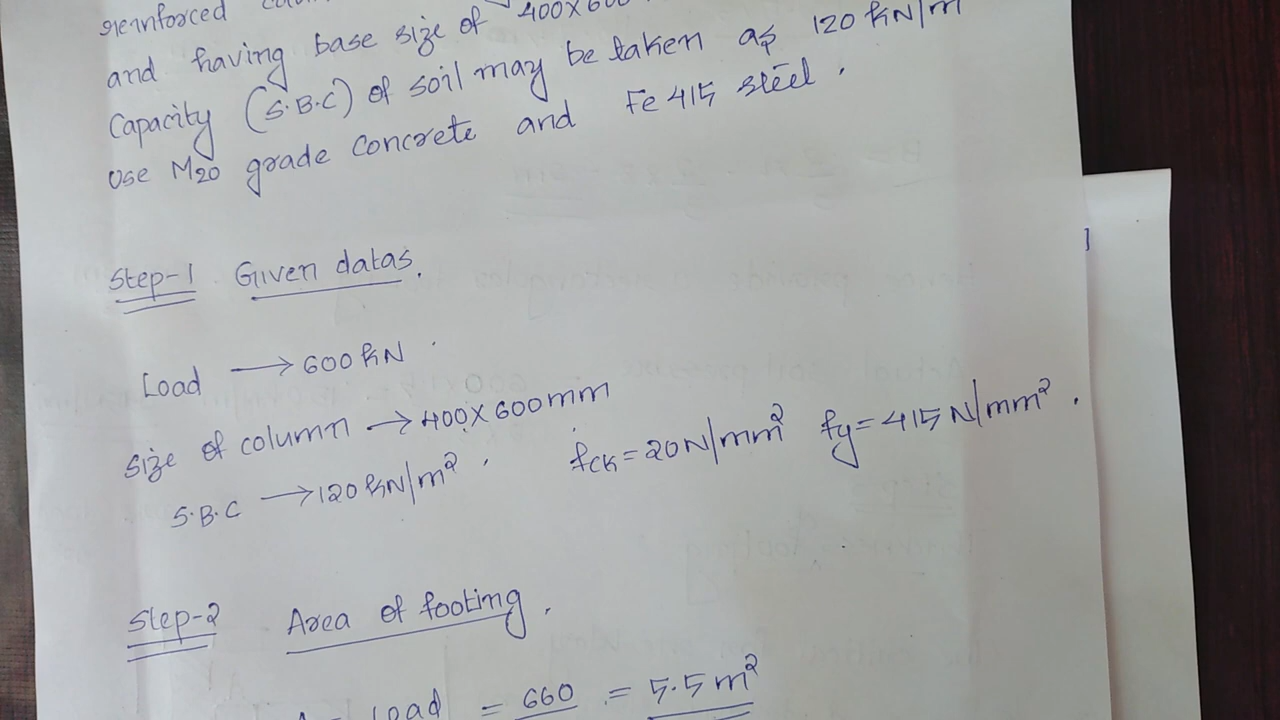 reinforced
and having base size of 400x600
Capacity (S.B.C) of soil may be taken as 120 kN/m
use M20 grade concrete and Fe 415 steel.
Step-1 Given datas.
Load → 600 kN
Size of column → 400x600mm
S.B.C → 120 kN/m². fck = 20N/mm² fy = 415 N/mm².
Step-2 Area of footing.
Load = 660 = 5.5 m²